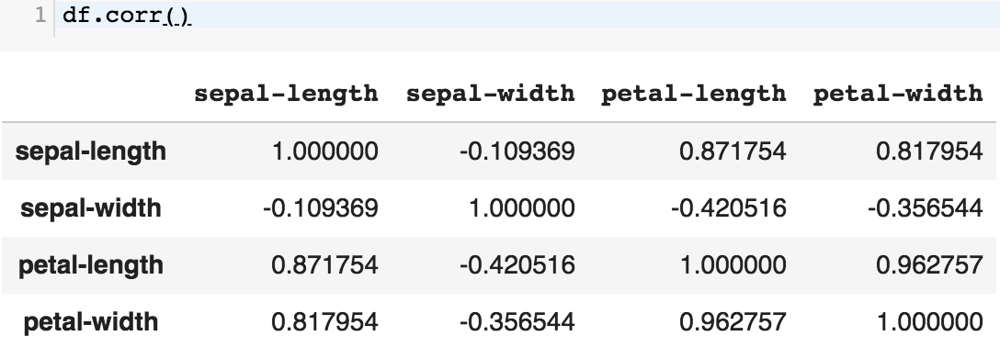 1 df.corr()
sepal-length sepal-width petal-length petal-width
sepal-length 1.000000 -0.109369 0.871754 0.817954
sepal-width -0.109369 1.000000 -0.420516 -0.356544
petal-length 0.871754 -0.420516 1.000000 0.962757
petal-width 0.817954 -0.356544 0.962757 1.000000